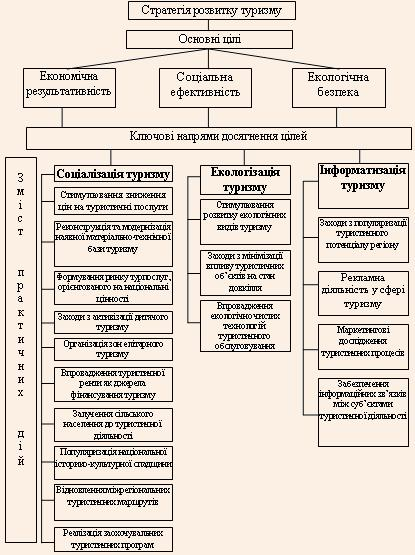 Стратегія розвитку туризму
Основні цілі
Економічна
результативність
Соціальна
ефективність
Екологічна
безпека
Ключові напрями досягнення цілей
Зміст практичних дій
Соціалізація туризму
Стимулювання зниження
цін на туристичні послуги
Реконструкція та модернізація
наявної матеріально-технічної
бази туризму
Формування ринку турпослуг,
орієнтованого на національні
цінності
Заходи з активізації дитячого
туризму
Організація зон елітарного
туризму
Впровадження туристичної
ренти як джерела
фінансування туризму
Залучення сільського
населення до туристичної
діяльності
Популяризація національної
історико-культурної спадщини
Відновлення міжрегіональних
туристичних маршрутів
Реалізація заохочувальних
туристичних програм
Екологізація
туризму
Стимулювання
розвитку екологічних
видів туризму
Заходи з мінімізації
впливу туристичних
об’єктів на стан
довкілля
Впровадження
екологічно чистих
технологій
туристичного
обслуговування
Інформатизація
туризму
Заходи з популяризації
туристичного
потенціалу регіону
Рекламна
діяльність у сфері
туризму
Маркетингові
дослідження
туристичних процесів
Забезпечення
інформаційних зв’язків
між суб’єктами
туристичної діяльності